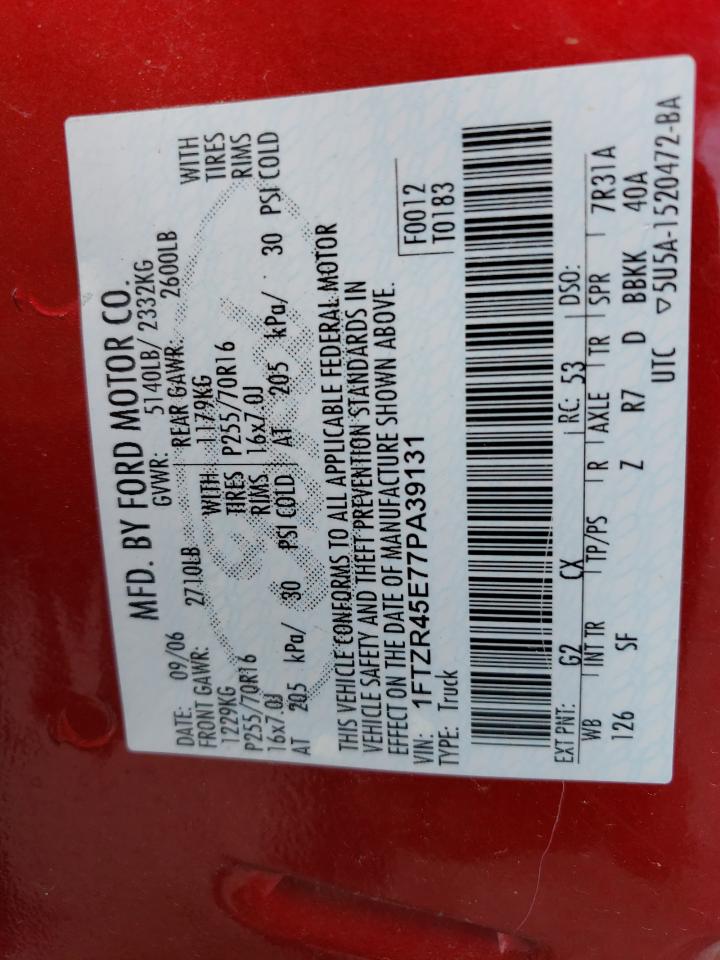 MFD. BY FORD MOTOR CO.
DATE: 09/06 GVWR: 5140LB/ 2332KG
FRONT GAWR: 2710LB REAR GAWR: 2600LB
1229KG WITH 1179KG WITH
P255/70R16 TIRES P255/70R16 TIRES
16x7.0J RIMS 16x7.0J RIMS
AT 205 kPa/ 30 PSI COLD AT 205 kPa/ 30 PSI COLD
THIS VEHICLE CONFORMS TO ALL APPLICABLE FEDERAL MOTOR
VEHICLE SAFETY AND THEFT PREVENTION STANDARDS IN
EFFECT ON THE DATE OF MANUFACTURE SHOWN ABOVE.
VIN: 1FTZR45E77PA39131 F0012
TYPE: Truck T0183
EXT PNT: G2 CX RC: 53 DSO:
WB INT TR TP/PS R AXLE TR SPR 7R31A
126 SF Z R7 D BBKK 40A
UTC ▽5U5A-1520472-BA